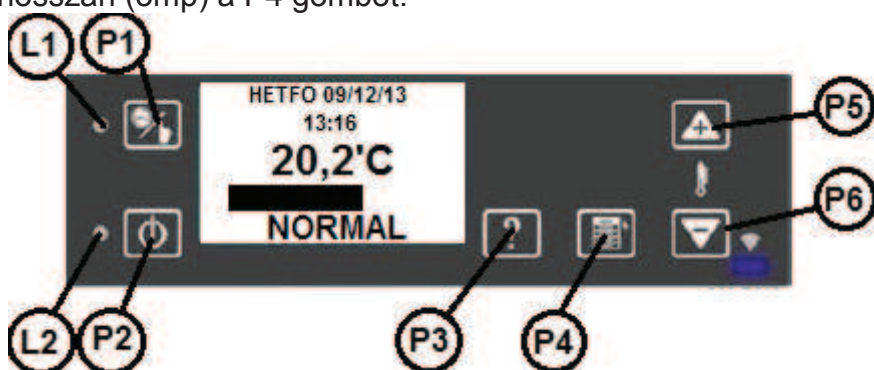 hosszan a P4 gombot.
L1 P1
HETFO 09/12/13
13:16
20,2'C
NORMAL
P5
P6
?
L2 P2 P3 P4